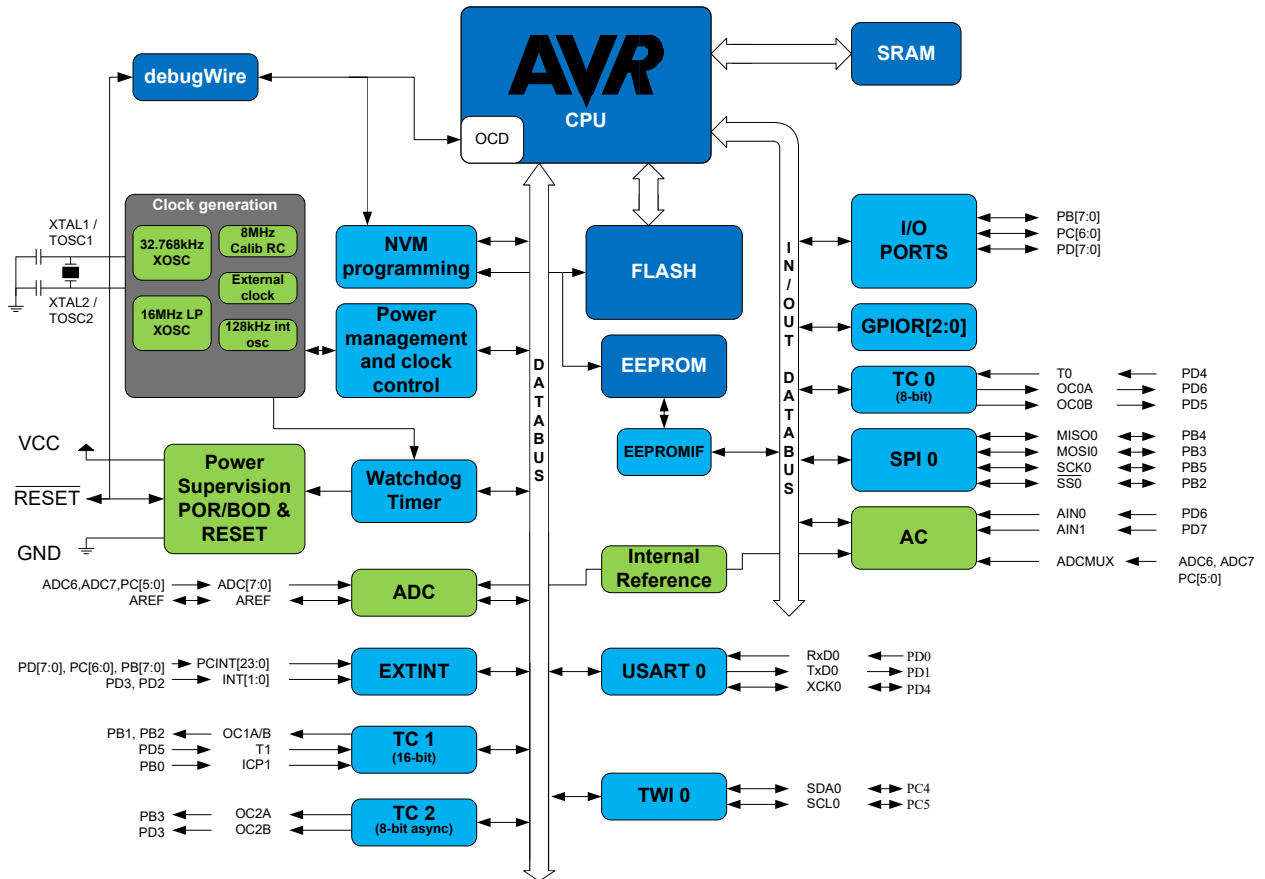 AVR
CPU
OCD
SRAM
debugWire
Clock generation
XTAL1 /
TOSC1
XTAL2 /
TOSC2
32.768kHz
XOSC
8MHz
Calib RC
External
clock
16MHz LP
XOSC
128kHz int
osc
NVM
programming
Power
management
and clock
control
FLASH
EEPROM
EEPROMIF
DATABUS
IN/OUT DATABUS
I/O
PORTS
PB[7:0]
PC[6:0]
PD[7:0]
GPIOR[2:0]
TC 0
(8-bit)
T0 PD4
OC0A PD6
OC0B PD5
SPI 0
MISO0 PB4
MOSI0 PB3
SCK0 PB5
SS0 PB2
VCC
RESET
GND
Power
Supervision
POR/BOD &
RESET
Watchdog
Timer
AC
AIN0 PD6
AIN1 PD7
ADCMUX ADC6, ADC7
PC[5:0]
Internal
Reference
ADC6,ADC7,PC[5:0] ADC[7:0]
AREF AREF
ADC
PD[7:0], PC[6:0], PB[7:0] PCINT[23:0]
PD3, PD2 INT[1:0]
EXTINT
USART 0
RxD0 PD0
TxD0 PD1
XCK0 PD4
PB1, PB2 OC1A/B
PD5 T1
PB0 ICP1
TC 1
(16-bit)
TWI 0
SDA0 PC4
SCL0 PC5
PB3 OC2A
PD3 OC2B
TC 2
(8-bit async)